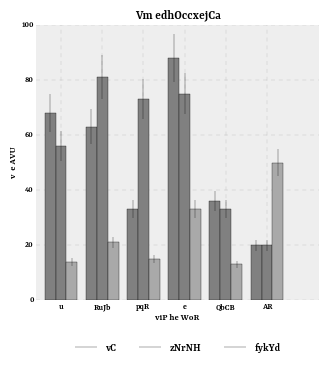 Vm edhOccxejCa
100
80
60
40
20
0
v e AVU
u RuJb pqR e QbCB AR
viP he WoR
vC zNrNH fykYd